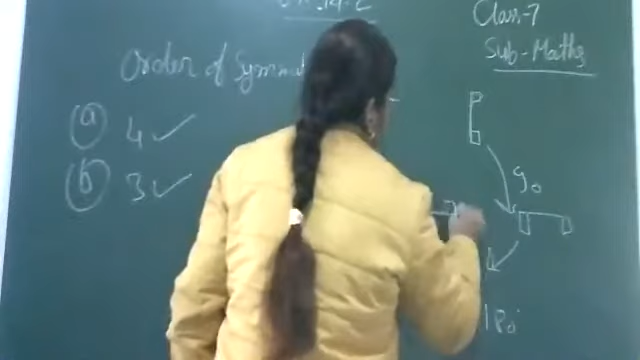 Class-7
Sub-Maths
Order of Symm
(a) 4 ✓
(b) 3 ✓
90
180